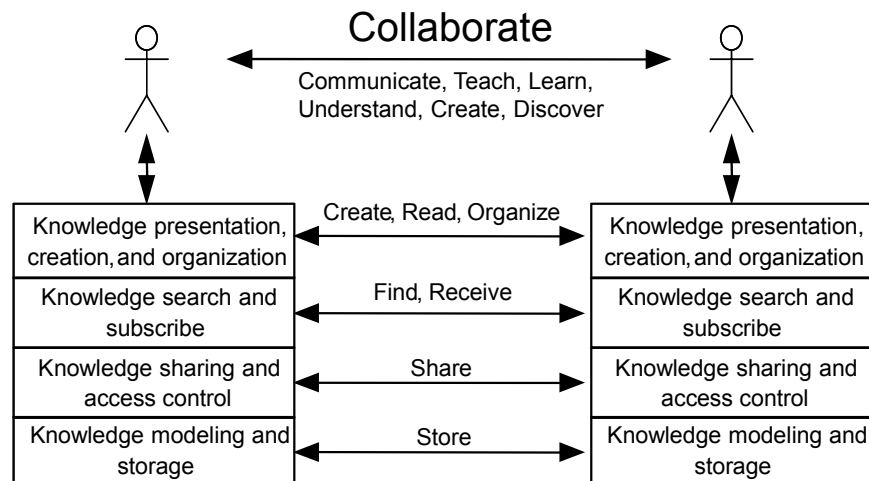 Collaborate
Communicate, Teach, Learn,
Understand, Create, Discover
Knowledge presentation,
creation, and organization
Create, Read, Organize
Knowledge presentation,
creation, and organization
Knowledge search and
subscribe
Find, Receive
Knowledge search and
subscribe
Knowledge sharing and
access control
Share
Knowledge sharing and
access control
Knowledge modeling and
storage
Store
Knowledge modeling and
storage